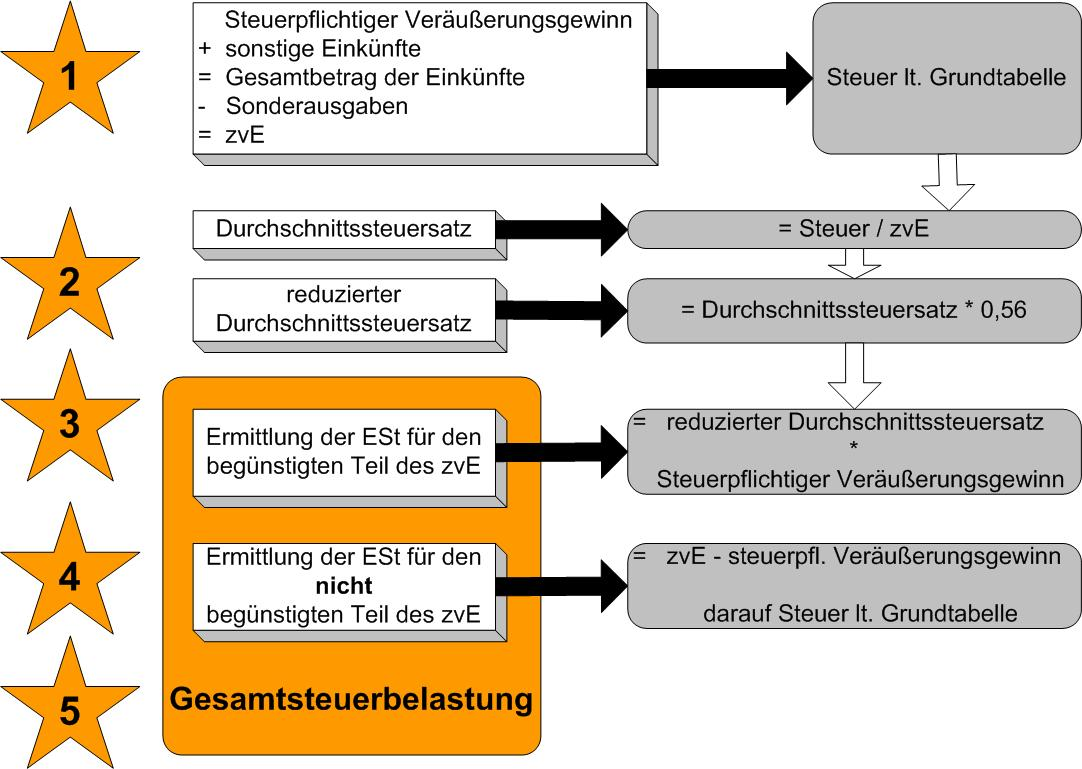 1
Steuerpflichtiger Veräußerungsgewinn
+ sonstige Einkünfte
= Gesamtbetrag der Einkünfte
- Sonderausgaben
= zvE
Steuer lt. Grundtabelle
2
Durchschnittssteuersatz
= Steuer / zvE
reduzierter
Durchschnittssteuersatz
= Durchschnittssteuersatz * 0,56
3
Ermittlung der ESt für den
begünstigten Teil des zvE
= reduzierter Durchschnittssteuersatz
*
Steuerpflichtiger Veräußerungsgewinn
4
Ermittlung der ESt für den
nicht
begünstigten Teil des zvE
= zvE - steuerpfl. Veräußerungsgewinn
darauf Steuer lt. Grundtabelle
5
Gesamtsteuerbelastung